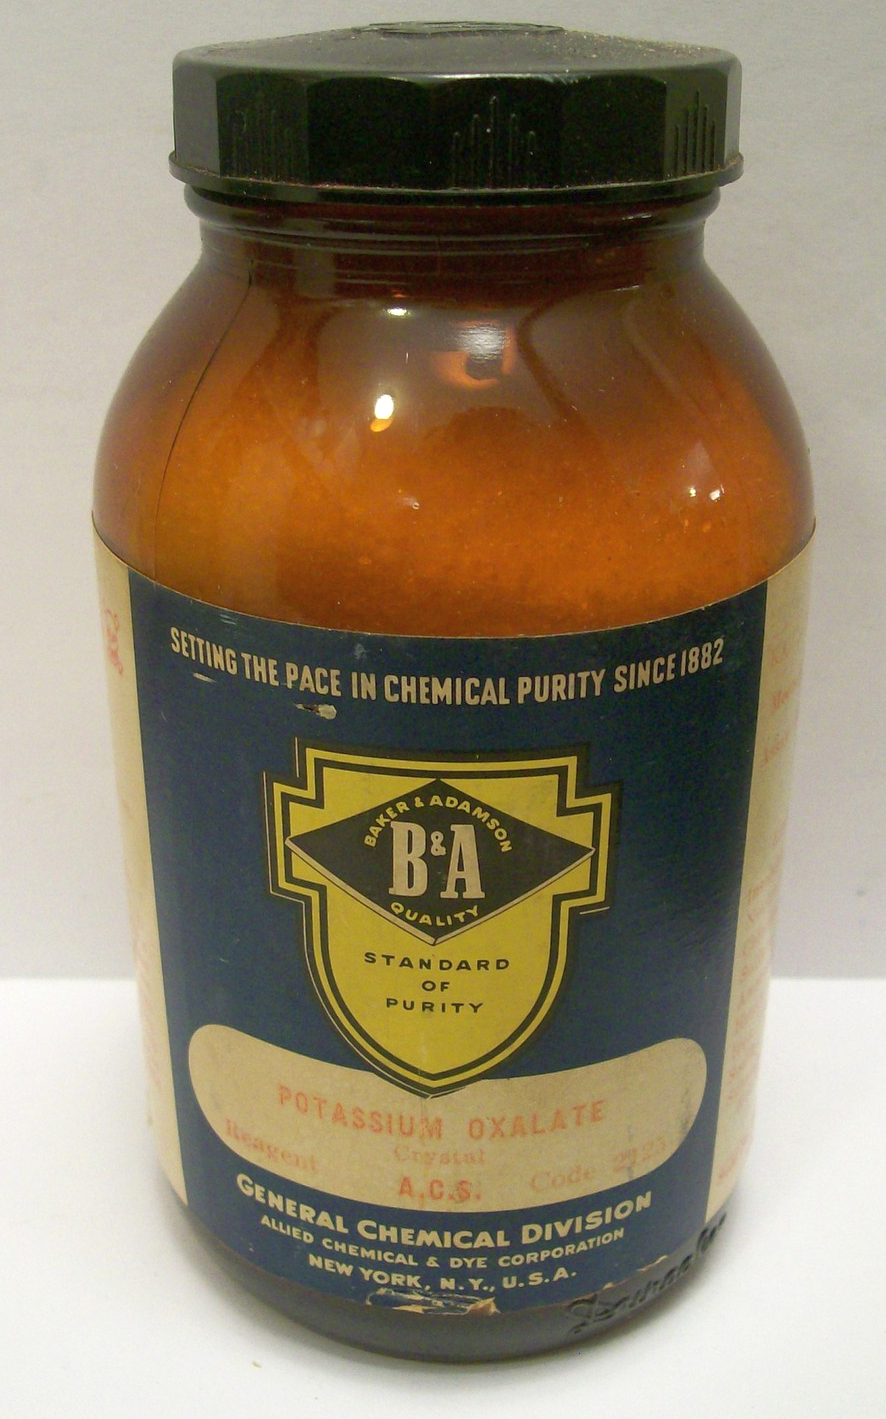 SETTING THE PACE IN CHEMICAL PURITY SINCE 1882
BAKER & ADAMSON
B&A
QUALITY
STANDARD
OF
PURITY
POTASSIUM OXALATE
Reagent Crystal Code
A.C.S.
GENERAL CHEMICAL DIVISION
ALLIED CHEMICAL & DYE CORPORATION
NEW YORK, N.Y., U.S.A.